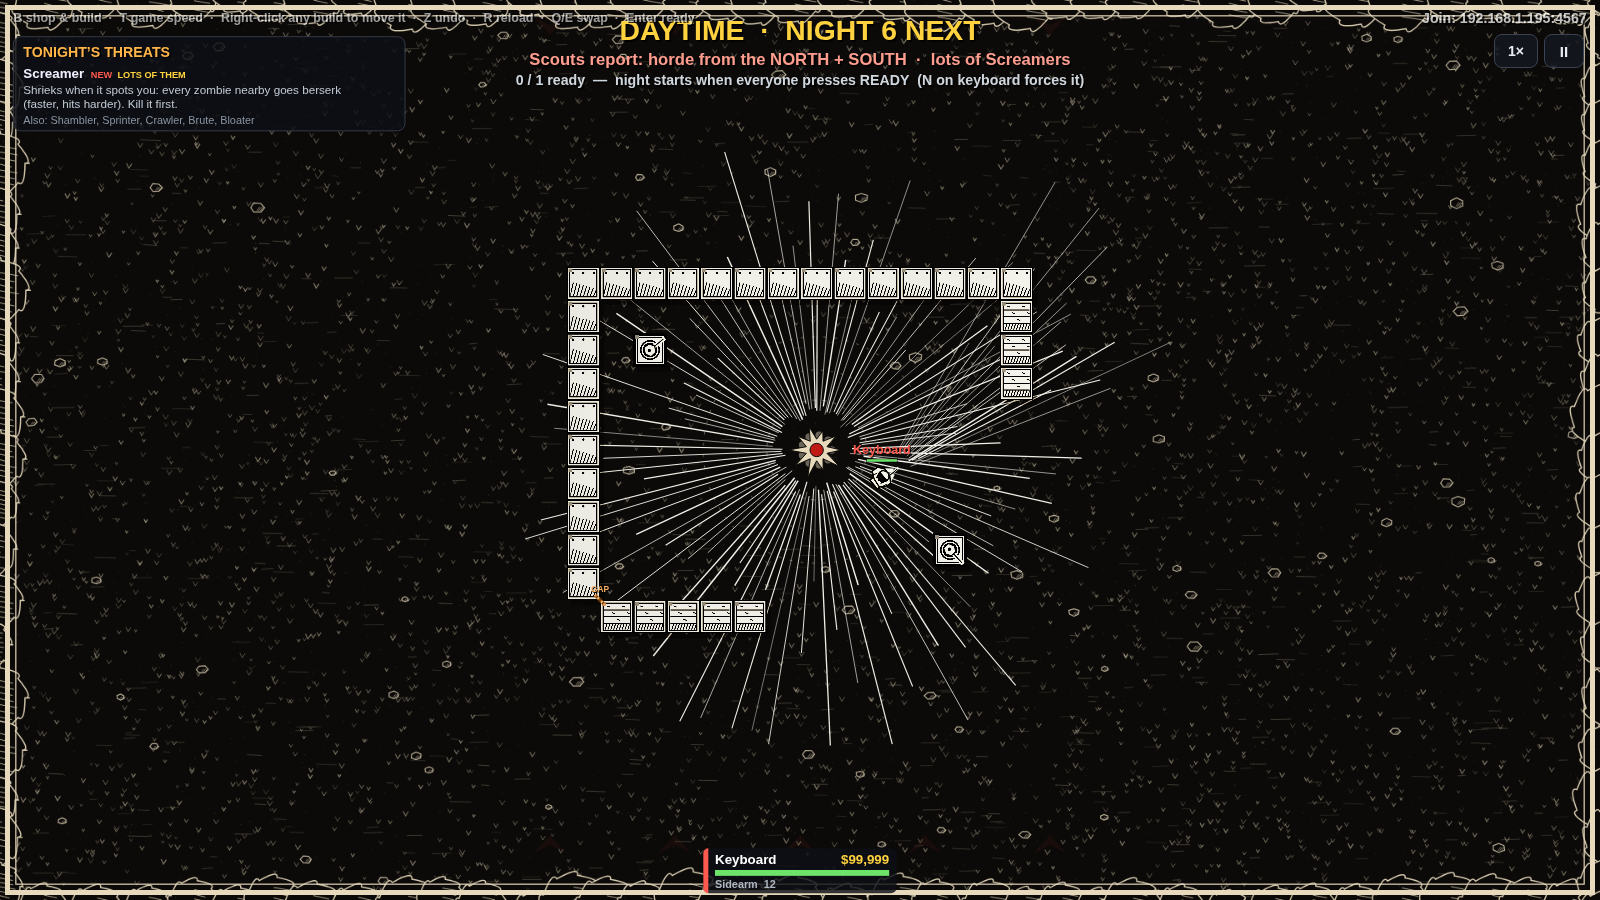 B shop & build · T game speed · Right-click any build to move it · Z undo · R reload · Q/E swap · Enter ready
Join: 192.168.1.195:4567
DAYTIME · NIGHT 6 NEXT
Scouts report: horde from the NORTH + SOUTH · lots of Screamers
0 / 1 ready — night starts when everyone presses READY (N on keyboard forces it)
1×
TONIGHT'S THREATS
Screamer NEW LOTS OF THEM
Shrieks when it spots you: every zombie nearby goes berserk
(faster, hits harder). Kill it first.
Also: Shambler, Sprinter, Crawler, Brute, Bloater
Keyboard
GAP
Keyboard $99,999
Sidearm 12